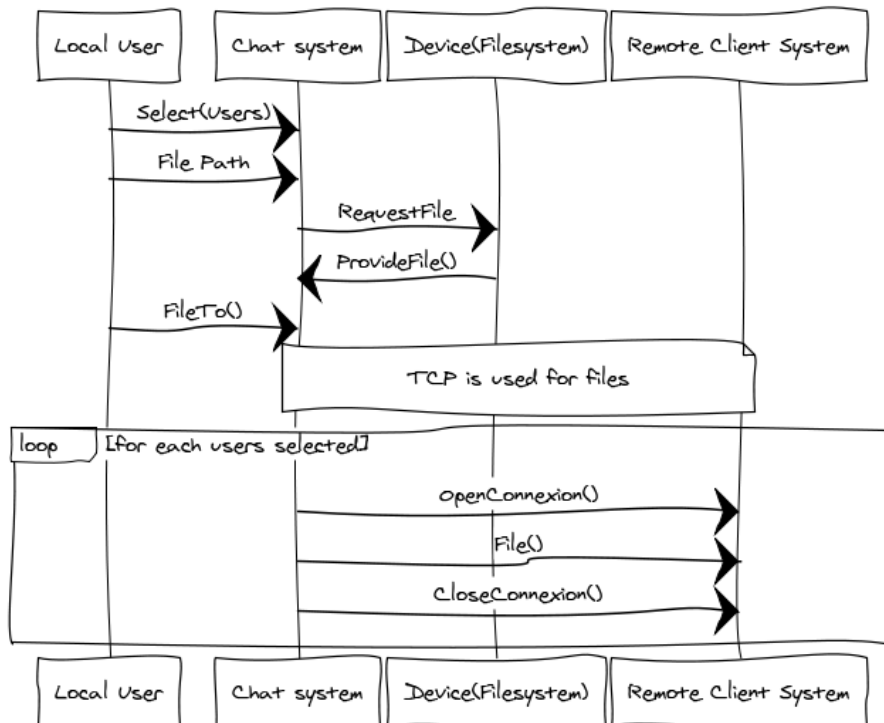 Local User
Chat system
Device(Filesystem)
Remote Client System
Select(Users)
File Path
RequestFile
ProvideFile()
FileTo()
TCP is used for files
loop [for each users selected]
OpenConnexion()
File()
CloseConnexion()
Local User
Chat system
Device(Filesystem)
Remote Client System